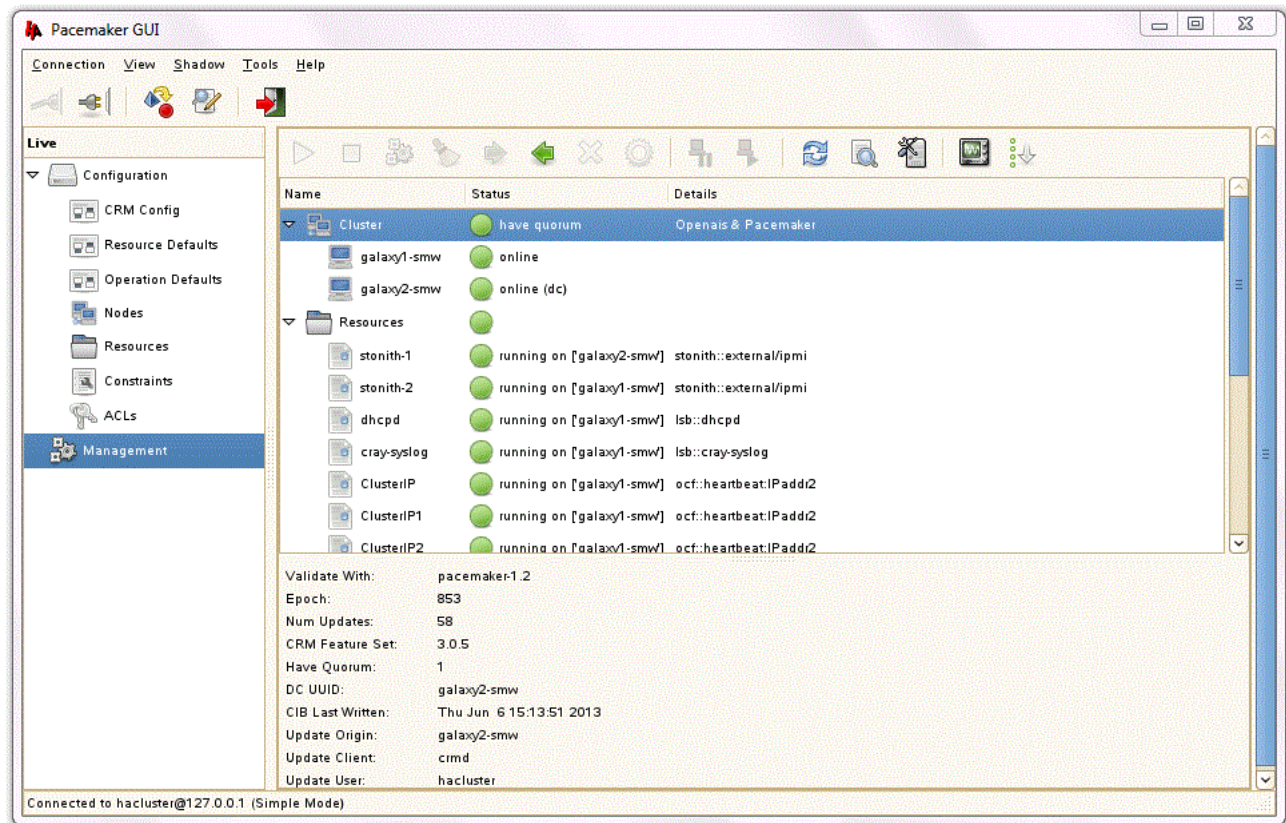 Pacemaker GUI
Connection View Shadow Tools Help
Live
Configuration
CRM Config
Resource Defaults
Operation Defaults
Nodes
Resources
Constraints
ACLs
Management
Name Status Details
Cluster have quorum Openais & Pacemaker
galaxy1-smw online
galaxy2-smw online (dc)
Resources
stonith-1 running on ['galaxy2-smw'] stonith::external/ipmi
stonith-2 running on ['galaxy1-smw'] stonith::external/ipmi
dhcpd running on ['galaxy1-smw'] lsb::dhcpd
cray-syslog running on ['galaxy1-smw'] lsb::cray-syslog
ClusterIP running on ['galaxy1-smw'] ocf::heartbeat:IPaddr2
ClusterIP1 running on ['galaxy1-smw'] ocf::heartbeat:IPaddr2
ClusterIP2 running on ['galaxy1-smw'] ocf::heartbeat:IPaddr2
Validate With: pacemaker-1.2
Epoch: 853
Num Updates: 58
CRM Feature Set: 3.0.5
Have Quorum: 1
DC UUID: galaxy2-smw
CIB Last Written: Thu Jun 6 15:13:51 2013
Update Origin: galaxy2-smw
Update Client: crmd
Update User: hacluster
Connected to hacluster@127.0.0.1 (Simple Mode)